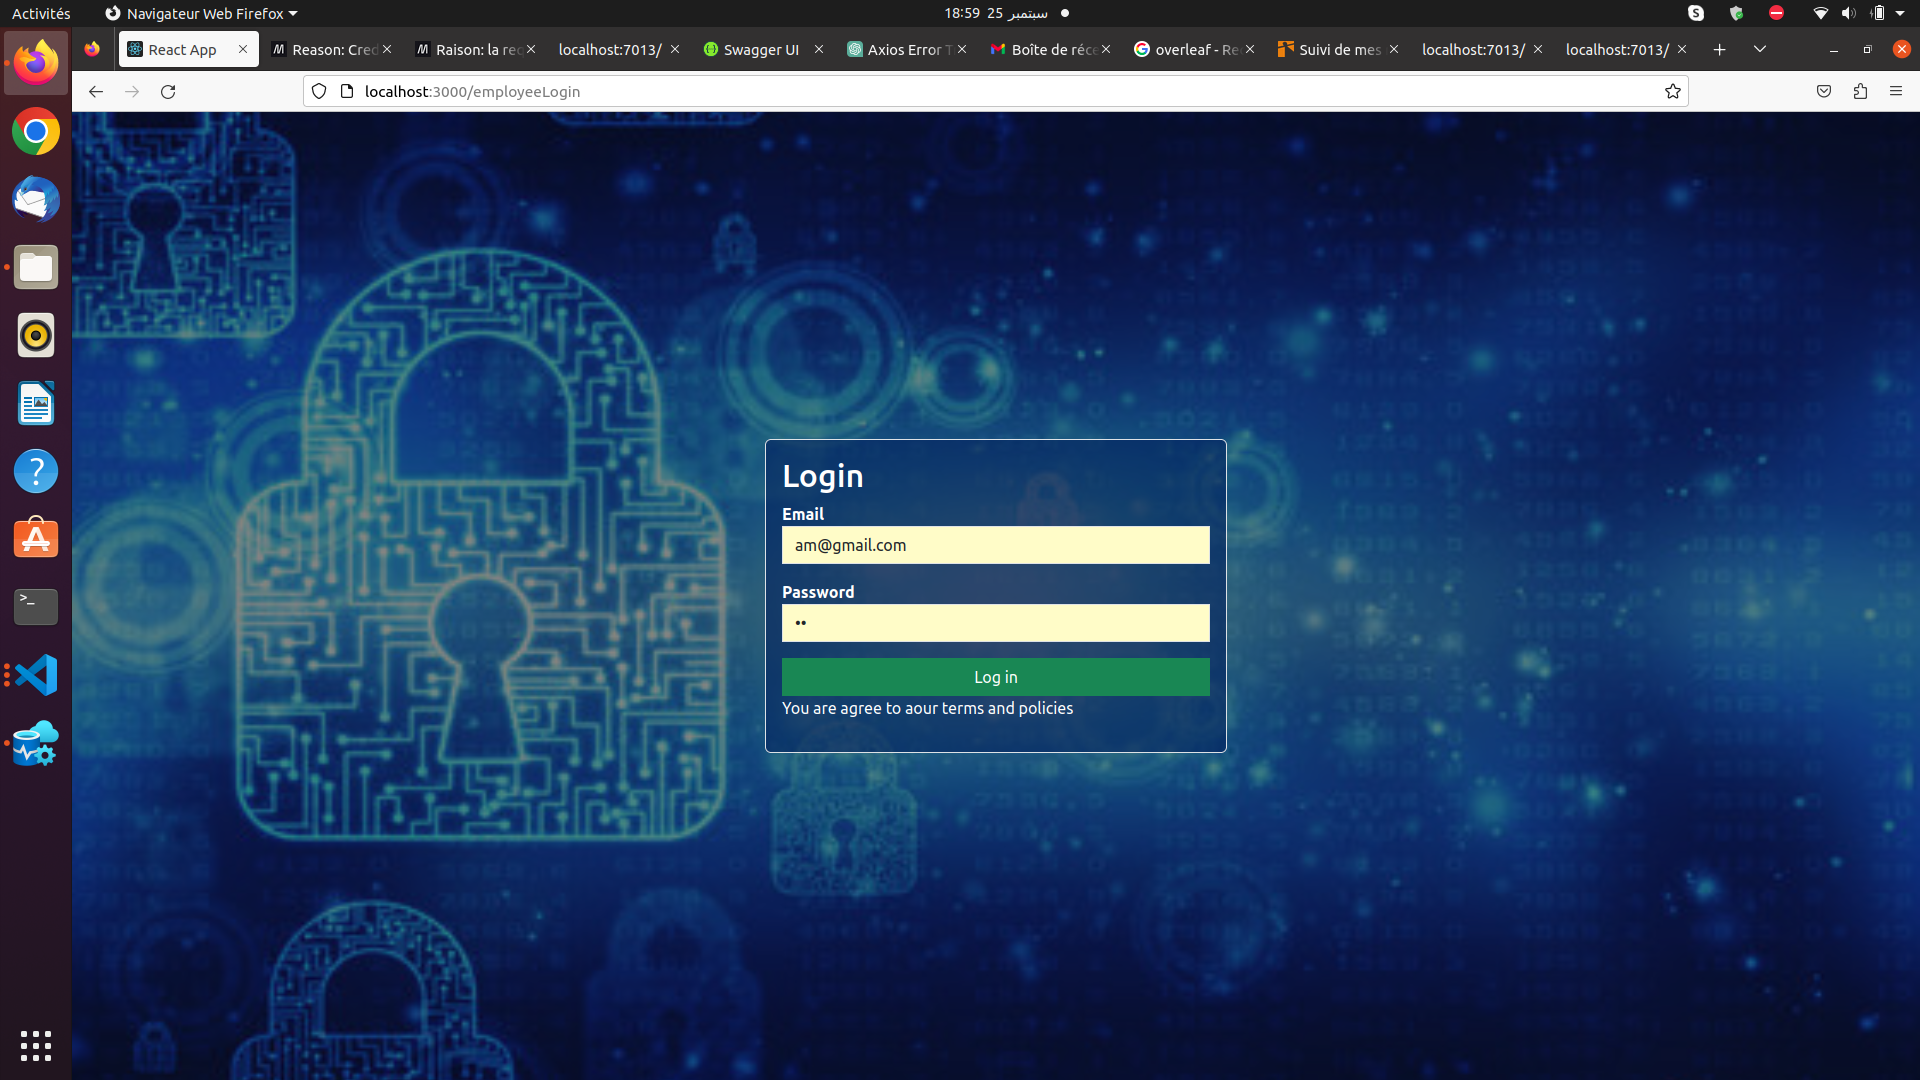 Activités
Navigateur Web Firefox
18:59 25 سبتمبر
React App
Reason: Cred
Raison: la req
localhost:7013/
Swagger UI
Axios Error T
Boîte de réce
overleaf - Re
Suivi de mes
localhost:7013/
localhost:7013/
localhost:3000/employeeLogin
Login
Email
am@gmail.com
Password
Log in
You are agree to aour terms and policies